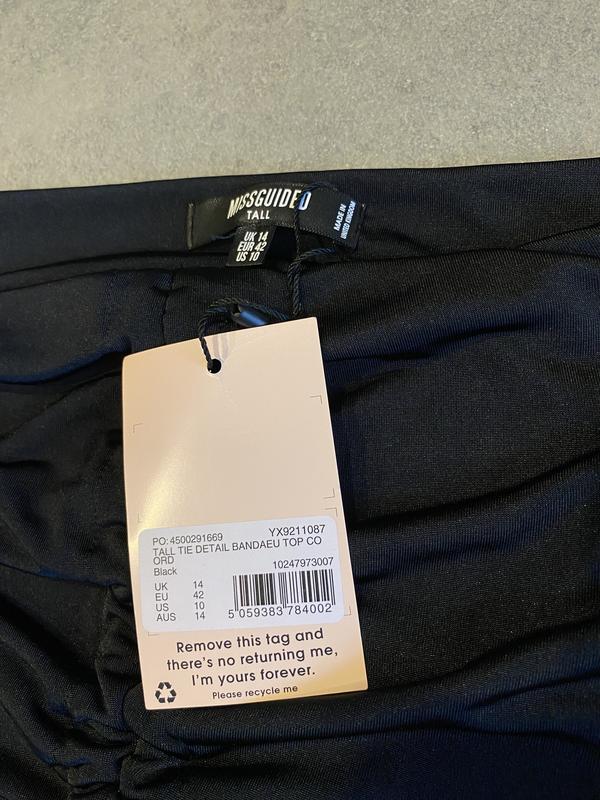 MISSGUIDED
TALL
MADE IN
UNITED KINGDOM
UK 14
EUR 42
US 10
PO: 4500291669 YX9211087
TALL TIE DETAIL BANDAEU TOP CO
ORD
Black 10247973007
UK 14
EU 42
US 10
AUS 14
5 059383 784002
Remove this tag and
there's no returning me,
I'm yours forever.
Please recycle me